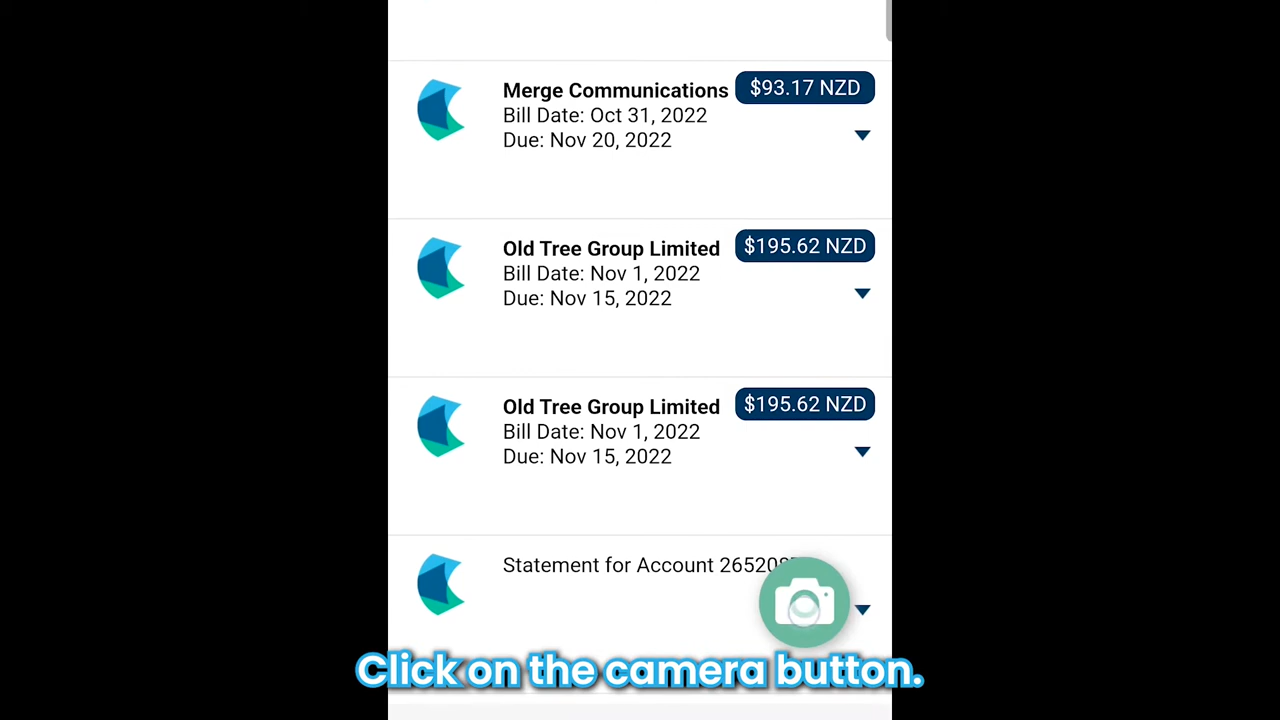 Merge Communications $93.17 NZD
Bill Date: Oct 31, 2022
Due: Nov 20, 2022
Old Tree Group Limited $195.62 NZD
Bill Date: Nov 1, 2022
Due: Nov 15, 2022
Old Tree Group Limited $195.62 NZD
Bill Date: Nov 1, 2022
Due: Nov 15, 2022
Statement for Account
Click on the camera button.